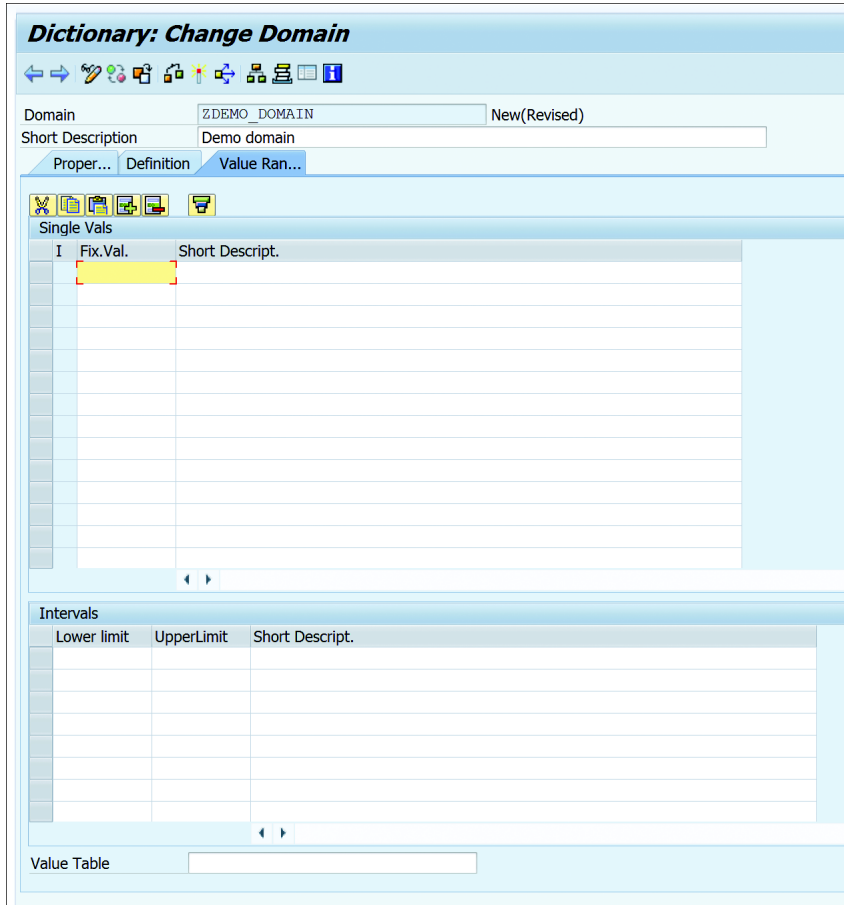 Dictionary: Change Domain
Domain ZDEMO_DOMAIN New(Revised)
Short Description Demo domain
Proper... Definition Value Ran...
Single Vals
I Fix.Val. Short Descript.
Intervals
Lower limit UpperLimit Short Descript.
Value Table